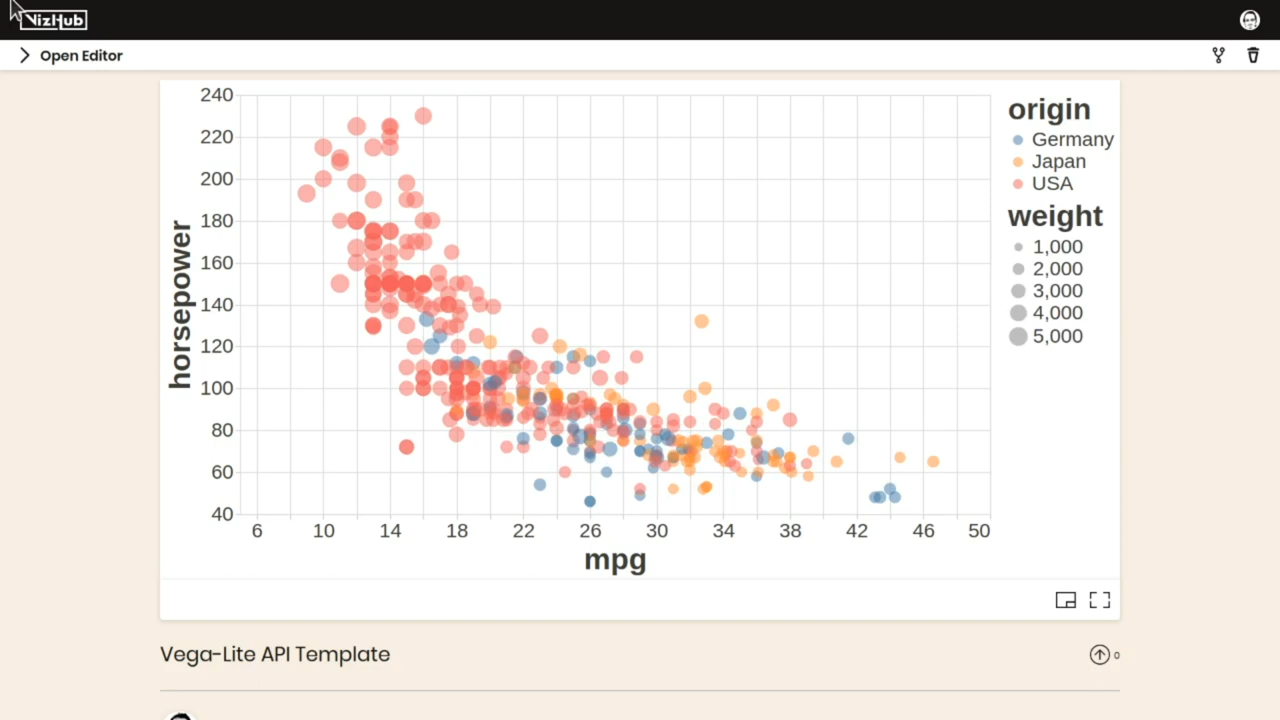 VizHub
Open Editor
240
220
200
180
160
140
120
100
80
60
40
horsepower
6 10 14 18 22 26 30 34 38 42 46 50
mpg
origin
Germany
Japan
USA
weight
1,000
2,000
3,000
4,000
5,000
Vega-Lite API Template
0